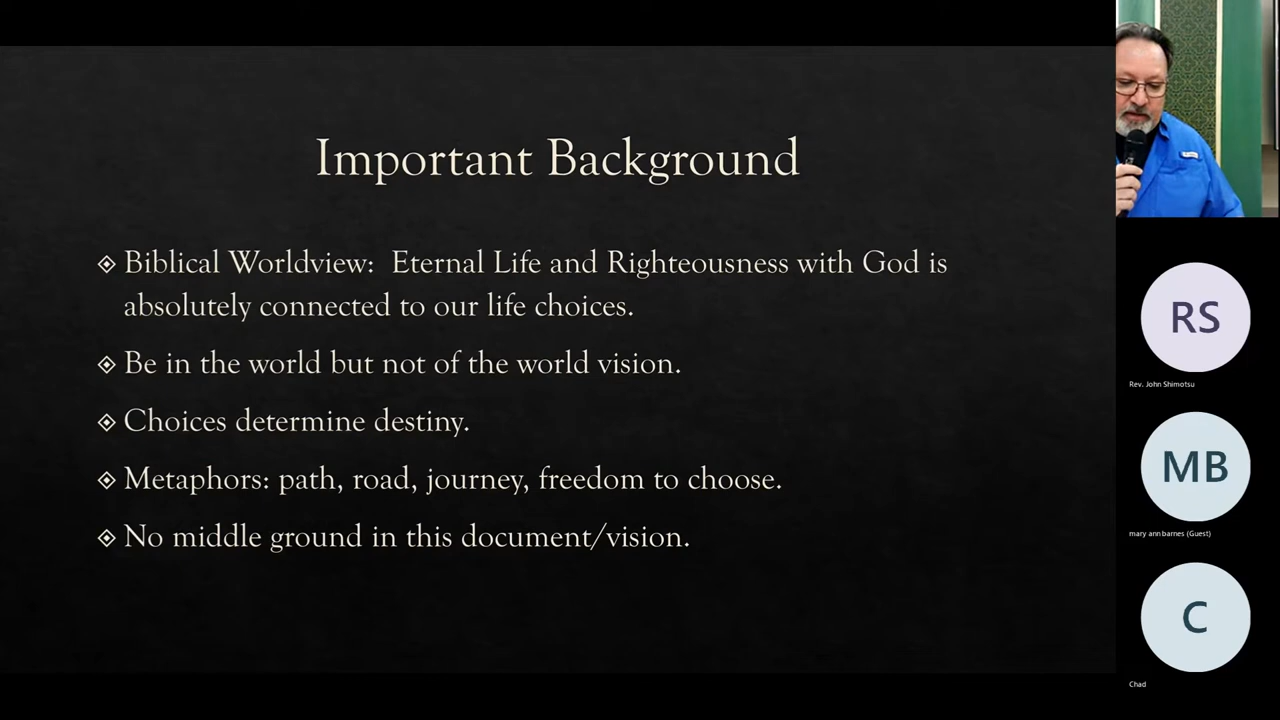 Important Background
Biblical Worldview: Eternal Life and Righteousness with God is
absolutely connected to our life choices.
Be in the world but not of the world vision.
Choices determine destiny.
Metaphors: path, road, journey, freedom to choose.
No middle ground in this document/vision.
RS
Rev. John Shimotsu
MB
mary ann barnes (Guest)
C
Chad